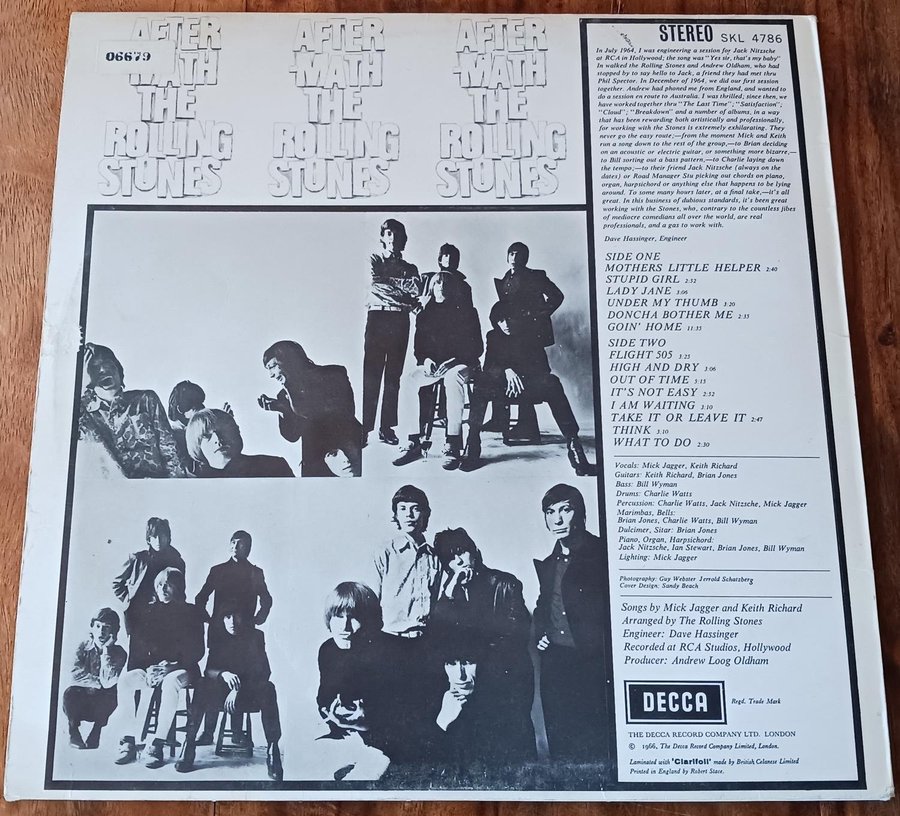 AFTER AFTER AFTER
-MATH -MATH -MATH
THE THE THE
ROLLING ROLLING ROLLING
STONES STONES STONES
06679
STEREO SKL 4786
In July 1964, I was engineering a session for Jack Nitzsche
at RCA in Hollywood; the song was "Yes sir, that's my baby"
In walked the Rolling Stones and Andrew Oldham, who had
stopped by to say hello to Jack, a friend they had met thru
Phil Spector. In December of 1964, we did our first session
together. Andrew had phoned me from England, and wanted to
do a session en route to Australia. I was thrilled; since then, we
have worked together thru "The Last Time"; "Satisfaction";
"Cloud"; "Breakdown" and a number of albums, in a way
that has been rewarding both artistically and professionally,
for working with the Stones is extremely exhilarating. They
never go the easy route;—from the moment Mick and Keith
run a song down to the rest of the group,—to Brian deciding
on an acoustic or electric guitar, or something more bizarre,—
to Bill sorting out a bass pattern,—to Charlie laying down
the tempo;—to their friend Jack Nitzsche (always on the
dates) or Road Manager Stu picking out chords on piano,
organ, harpsichord or anything else that happens to be lying
around. To some many hours later, at a final take,—it's all
great. In this business of dubious standards, it's been great
working with the Stones, who, contrary to the countless jibes
of mediocre comedians all over the world, are real
professionals, and a gas to work with.
Dave Hassinger, Engineer
SIDE ONE
MOTHERS LITTLE HELPER 2:40
STUPID GIRL 2:52
LADY JANE 3:06
UNDER MY THUMB 3:20
DONCHA BOTHER ME 2:35
GOIN' HOME 11:35
SIDE TWO
FLIGHT 505 3:25
HIGH AND DRY 3:06
OUT OF TIME 5:15
IT'S NOT EASY 2:52
I AM WAITING 3:10
TAKE IT OR LEAVE IT 2:47
THINK 3:10
WHAT TO DO 2:30
Vocals: Mick Jagger, Keith Richard
Guitars: Keith Richard, Brian Jones
Bass: Bill Wyman
Drums: Charlie Watts
Percussion: Charlie Watts, Jack Nitzsche, Mick Jagger
Marimbas, Bells:
Brian Jones, Charlie Watts, Bill Wyman
Dulcimer, Sitar: Brian Jones
Piano, Organ, Harpsichord:
Jack Nitzsche, Ian Stewart, Brian Jones, Bill Wyman
Lighting: Mick Jagger
Photography: Guy Webster Jerrold Schatzberg
Cover Design: Sandy Beach
Songs by Mick Jagger and Keith Richard
Arranged by The Rolling Stones
Engineer: Dave Hassinger
Recorded at RCA Studios, Hollywood
Producer: Andrew Loog Oldham
DECCA Regd. Trade Mark
THE DECCA RECORD COMPANY LTD. LONDON
© 1966, The Decca Record Company Limited, London.
Laminated with 'Clarifoil' made by British Celanese Limited
Printed in England by Robert Stace.